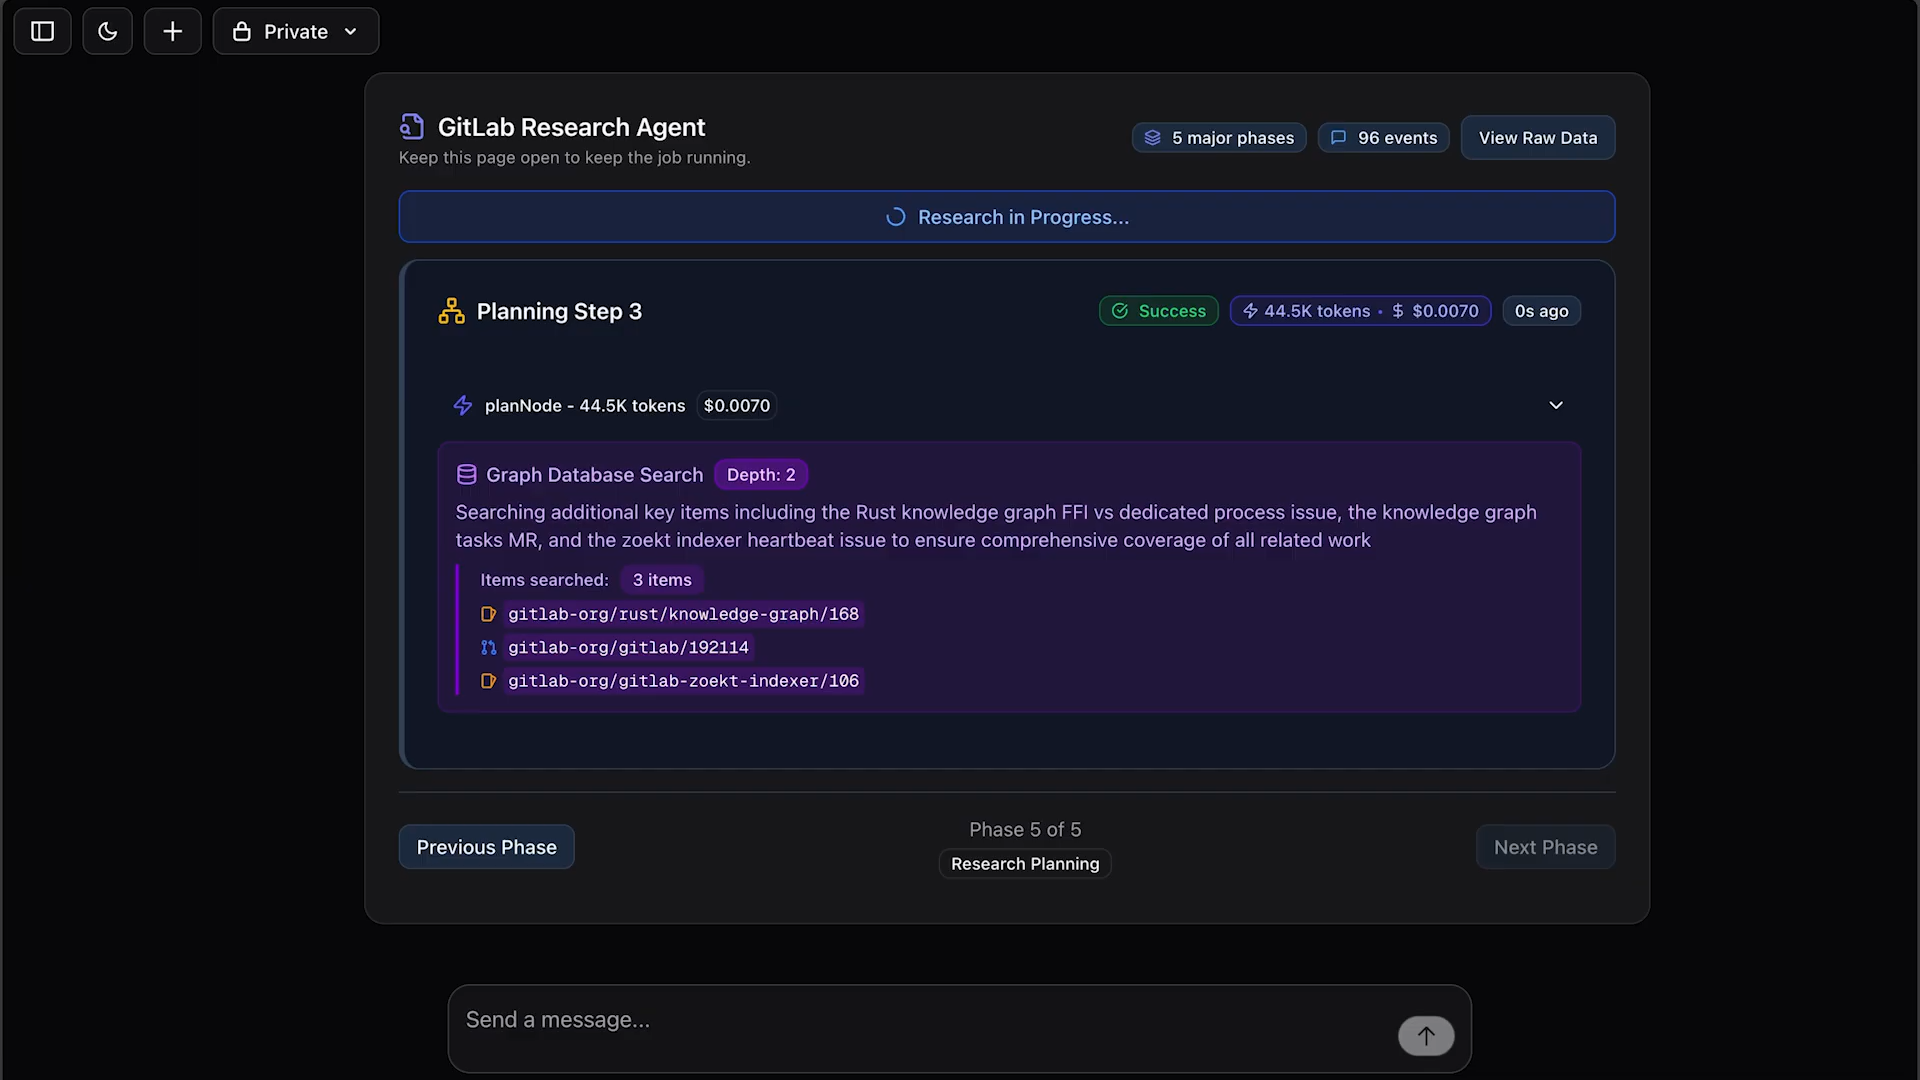 Private
GitLab Research Agent
Keep this page open to keep the job running.
5 major phases
96 events
View Raw Data
Research in Progress...
Planning Step 3
Success
44.5K tokens • $ $0.0070
0s ago
planNode - 44.5K tokens $0.0070
Graph Database Search Depth: 2
Searching additional key items including the Rust knowledge graph FFI vs dedicated process issue, the knowledge graph
tasks MR, and the zoekt indexer heartbeat issue to ensure comprehensive coverage of all related work
Items searched: 3 items
gitlab-org/rust/knowledge-graph/168
gitlab-org/gitlab/192114
gitlab-org/gitlab-zoekt-indexer/106
Previous Phase
Phase 5 of 5
Research Planning
Next Phase
Send a message...